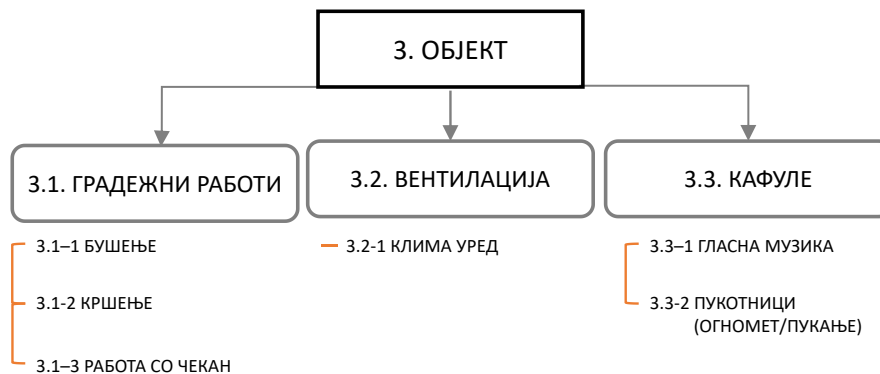 3. ОБЈЕКТ
3.1. ГРАДЕЖНИ РАБОТИ
3.2. ВЕНТИЛАЦИЈА
3.3. КАФУЛЕ
3.1–1 БУШЕЊЕ
3.2-1 КЛИМА УРЕД
3.3–1 ГЛАСНА МУЗИКА
3.1-2 КРШЕЊЕ
3.3-2 ПУКОТНИЦИ
(ОГНОМЕТ/ПУКАЊЕ)
3.1–3 РАБОТА СО ЧЕКАН